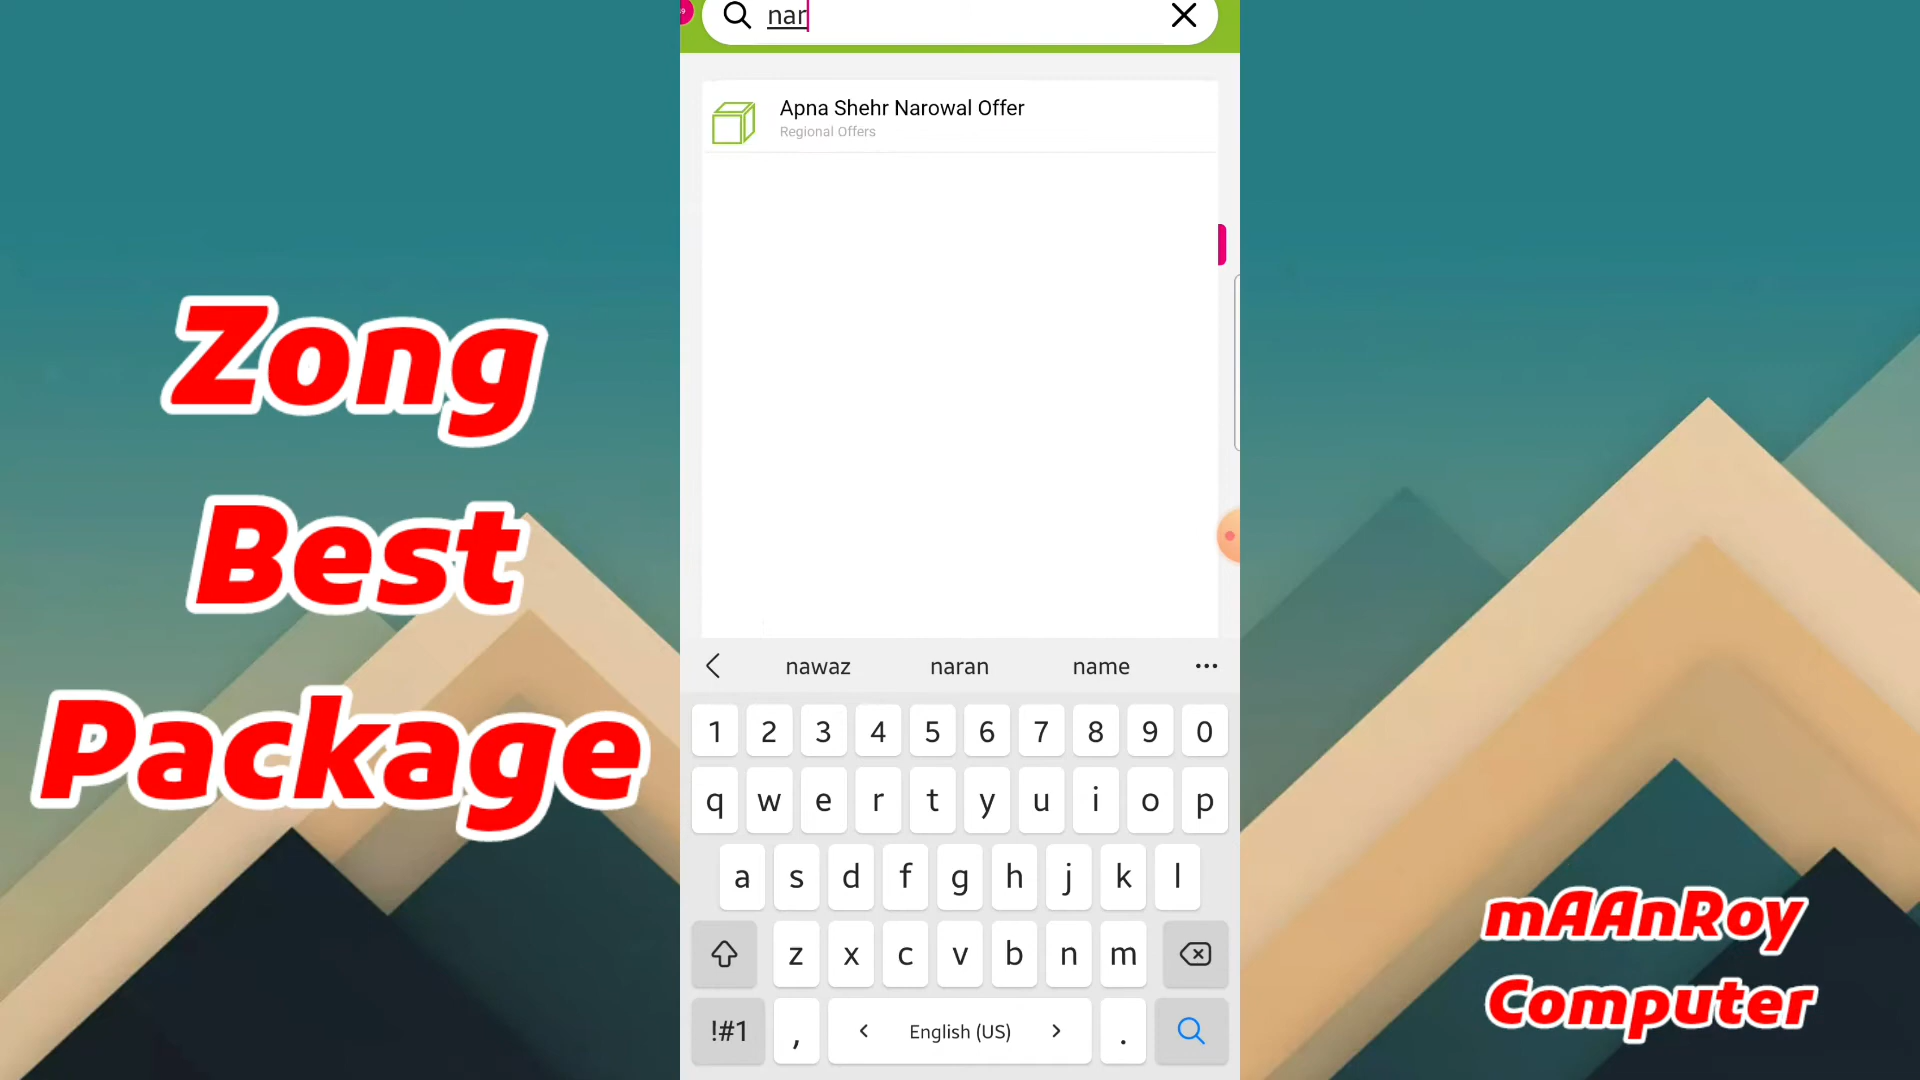 nar
Apna Shehr Narowal Offer
Regional Offers
Zong
Best
Package
nawaz naran name
1 2 3 4 5 6 7 8 9 0
q w e r t y u i o p
a s d f g h j k l
z x c v b n m
!#1 , < English (US) > .
mAAnRoy
Computer